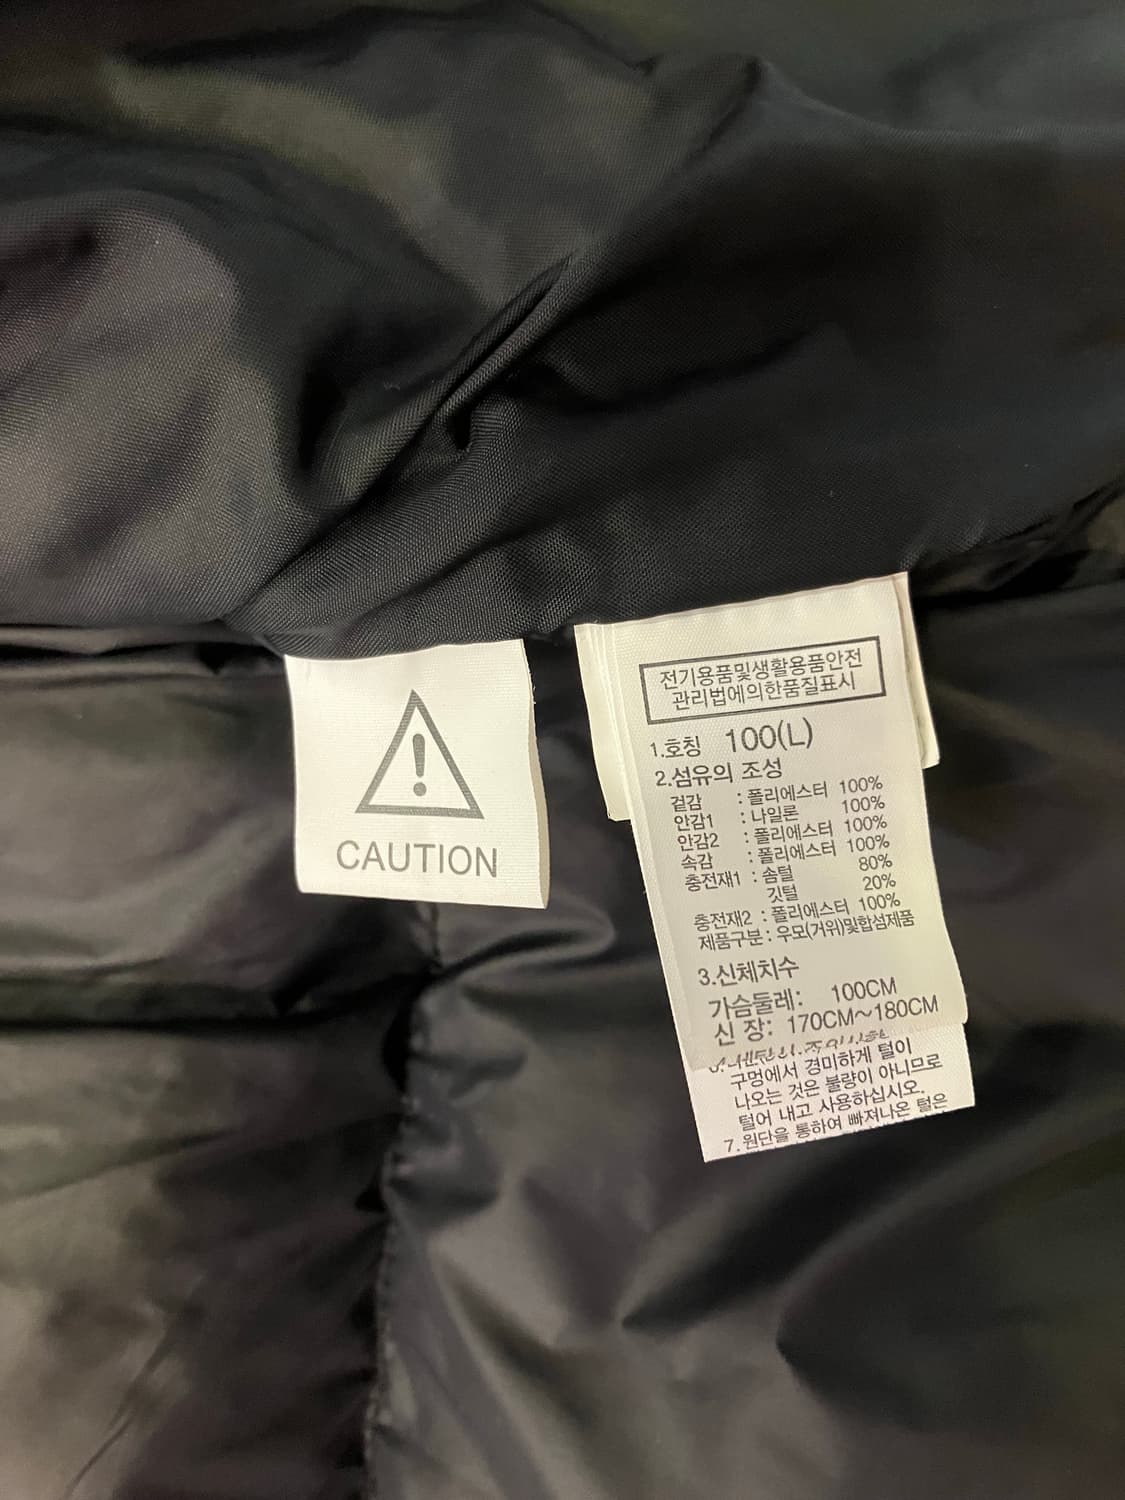 CAUTION
전기용품및생활용품안전
관리법에의한품질표시
1.호칭 100(L)
2.섬유의 조성
겉감 : 폴리에스터 100%
안감1 : 나일론 100%
안감2 : 폴리에스터 100%
속감 : 폴리에스터 100%
충전재1 : 솜털 80%
깃털 20%
충전재2 : 폴리에스터 100%
제품구분 : 우모(거위)및합섬제품
3.신체치수
가슴둘레: 100CM
신 장: 170CM~180CM
구멍에서 경미하게 털이
나오는 것은 불량이 아니므로
털어 내고 사용하십시오.
7.원단을 통하여 빠져나온 털은